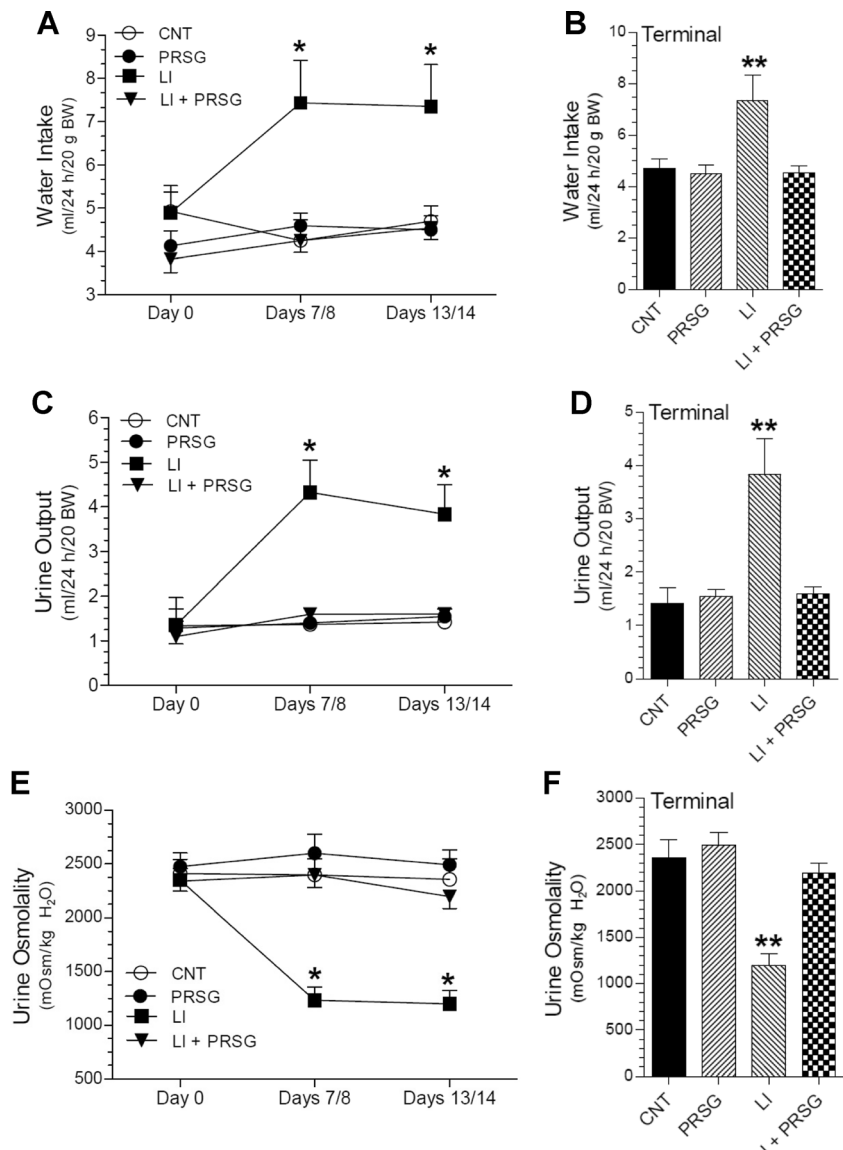 A
CNT
PRSG
LI
LI + PRSG
* *
Water Intake
(ml/24 h/20 g BW)
9
8
7
6
5
4
3
Day 0 Days 7/8 Days 13/14
B
Terminal
**
Water Intake
(ml/24 h/20 g BW)
10
8
6
4
2
0
CNT PRSG LI LI + PRSG
C
CNT
PRSG
LI
LI + PRSG
* *
Urine Output
(ml/24 h/20 BW)
6
5
4
3
2
1
0
Day 0 Days 7/8 Days 13/14
D
Terminal
**
Urine Output
(ml/24 h/20 BW)
5
4
3
2
1
0
CNT PRSG LI LI + PRSG
E
Urine Osmolality
(mOsm/kg H₂O)
3000
2500
2000
1500
1000
500
CNT
PRSG
LI
LI + PRSG
* *
Day 0 Days 7/8 Days 13/14
F
Terminal
**
Urine Osmolality
(mOsm/kg H₂O)
3000
2500
2000
1500
1000
500
0
CNT PRSG LI I + PRSG